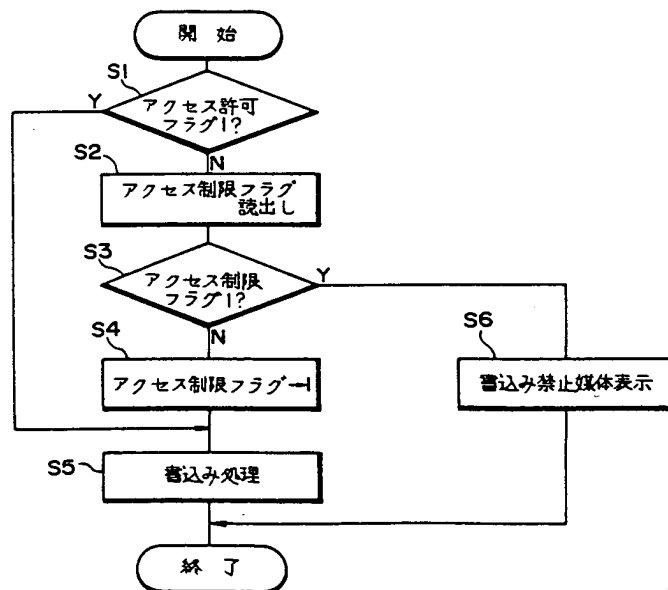 開始
S1
Y
アクセス許可
フラグ1?
N
S2
アクセス制限フラグ
読出し
S3
アクセス制限
フラグ1?
Y
N
S4
アクセス制限フラグ→1
S6
書込み禁止媒体表示
S5
書込み処理
終了